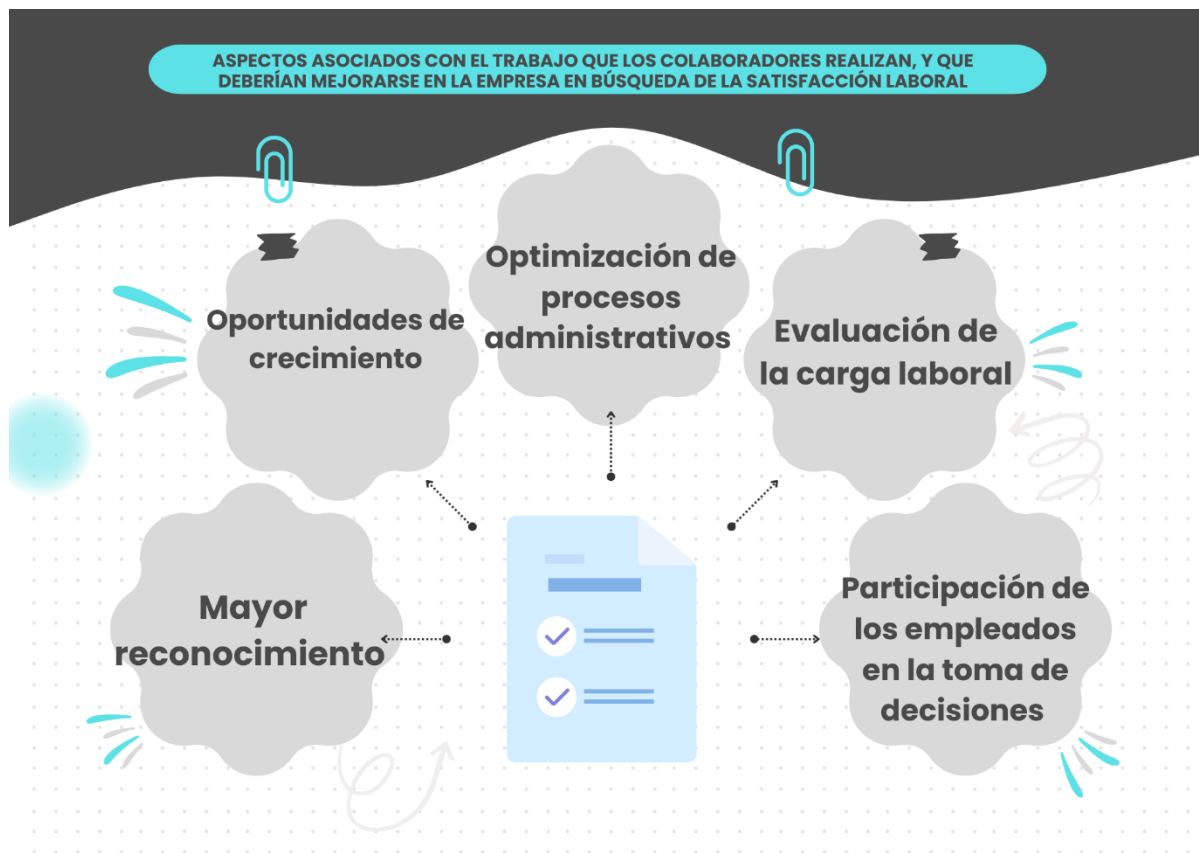 ASPECTOS ASOCIADOS CON EL TRABAJO QUE LOS COLABORADORES REALIZAN, Y QUE
DEBERÍAN MEJORARSE EN LA EMPRESA EN BÚSQUEDA DE LA SATISFACCIÓN LABORAL
Mayor
reconocimiento
Oportunidades de
crecimiento
Optimización de
procesos
administrativos
Evaluación de
la carga laboral
Participación de
los empleados
en la toma de
decisiones